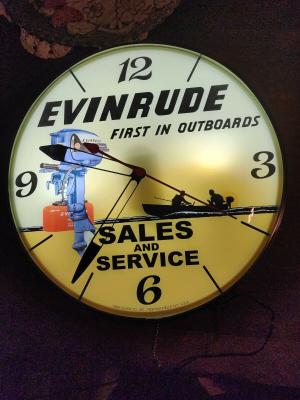 12
EVINRUDE
FIRST IN OUTBOARDS
9
3
SALES
AND
SERVICE
6